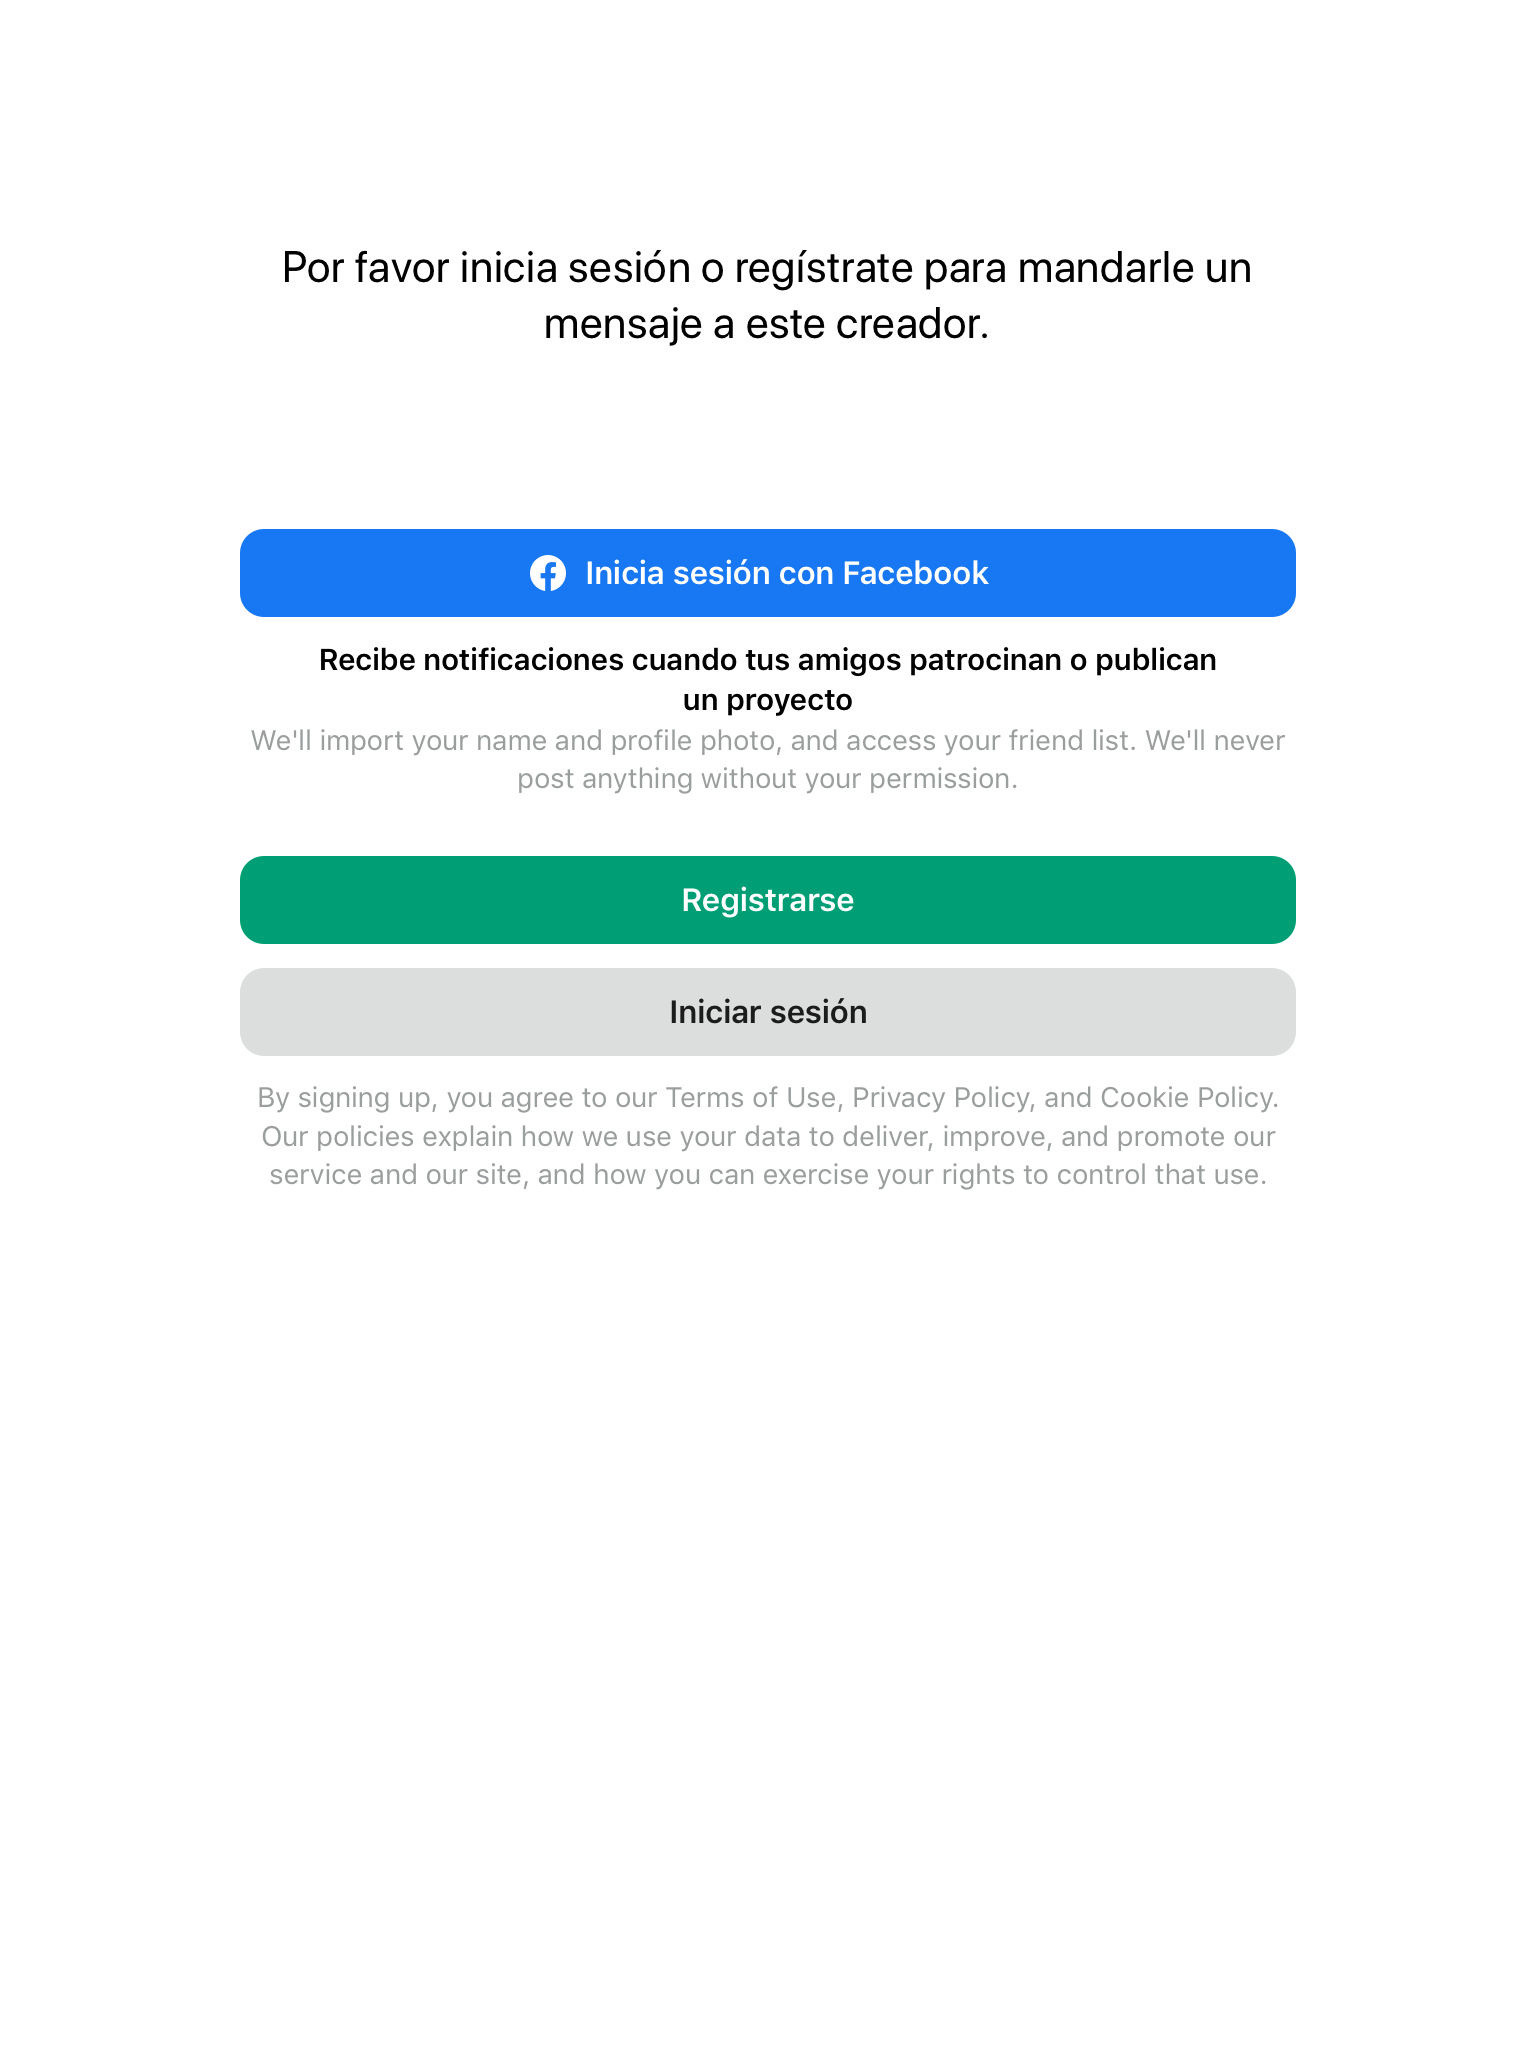 Por favor inicia sesión o regístrate para mandarle un
mensaje a este creador.
Inicia sesión con Facebook
Recibe notificaciones cuando tus amigos patrocinan o publican
un proyecto
We'll import your name and profile photo, and access your friend list. We'll never
post anything without your permission.
Registrarse
Iniciar sesión
By signing up, you agree to our Terms of Use, Privacy Policy, and Cookie Policy.
Our policies explain how we use your data to deliver, improve, and promote our
service and our site, and how you can exercise your rights to control that use.